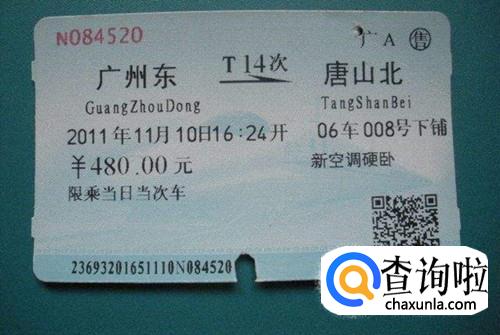 N084520
广 A 售
广州东 T 14次 唐山北
GuangZhouDong TangShanBei
2011年11月10日16:24开 06车008号下铺
￥480.00元 新空调硬卧
限乘当日当次车
23693201651110N084520
查询啦
chaxunla.com